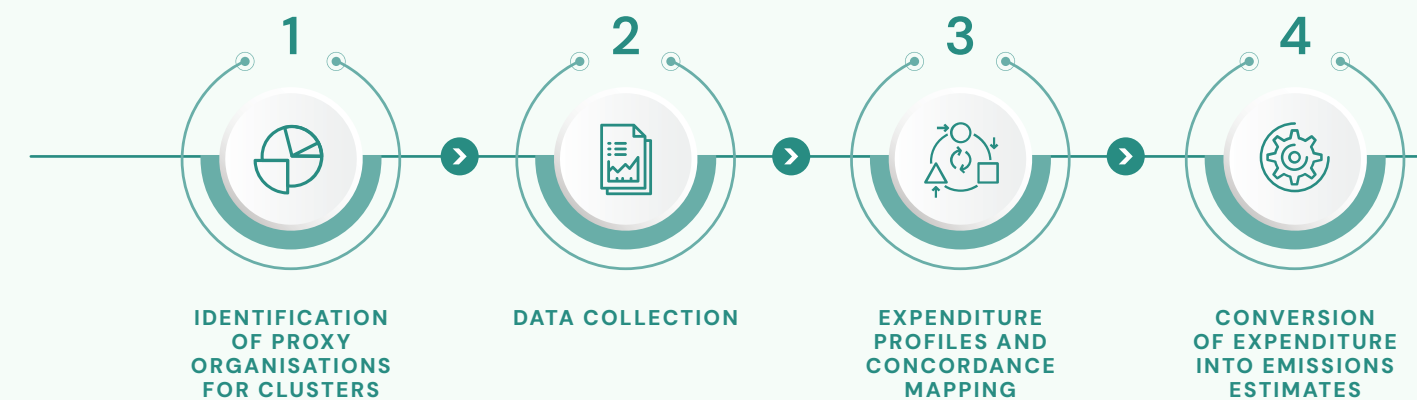 1
2
3
4
IDENTIFICATION
OF PROXY
ORGANISATIONS
FOR CLUSTERS
DATA COLLECTION
EXPENDITURE
PROFILES AND
CONCORDANCE
MAPPING
CONVERSION
OF EXPENDITURE
INTO EMISSIONS
ESTIMATES